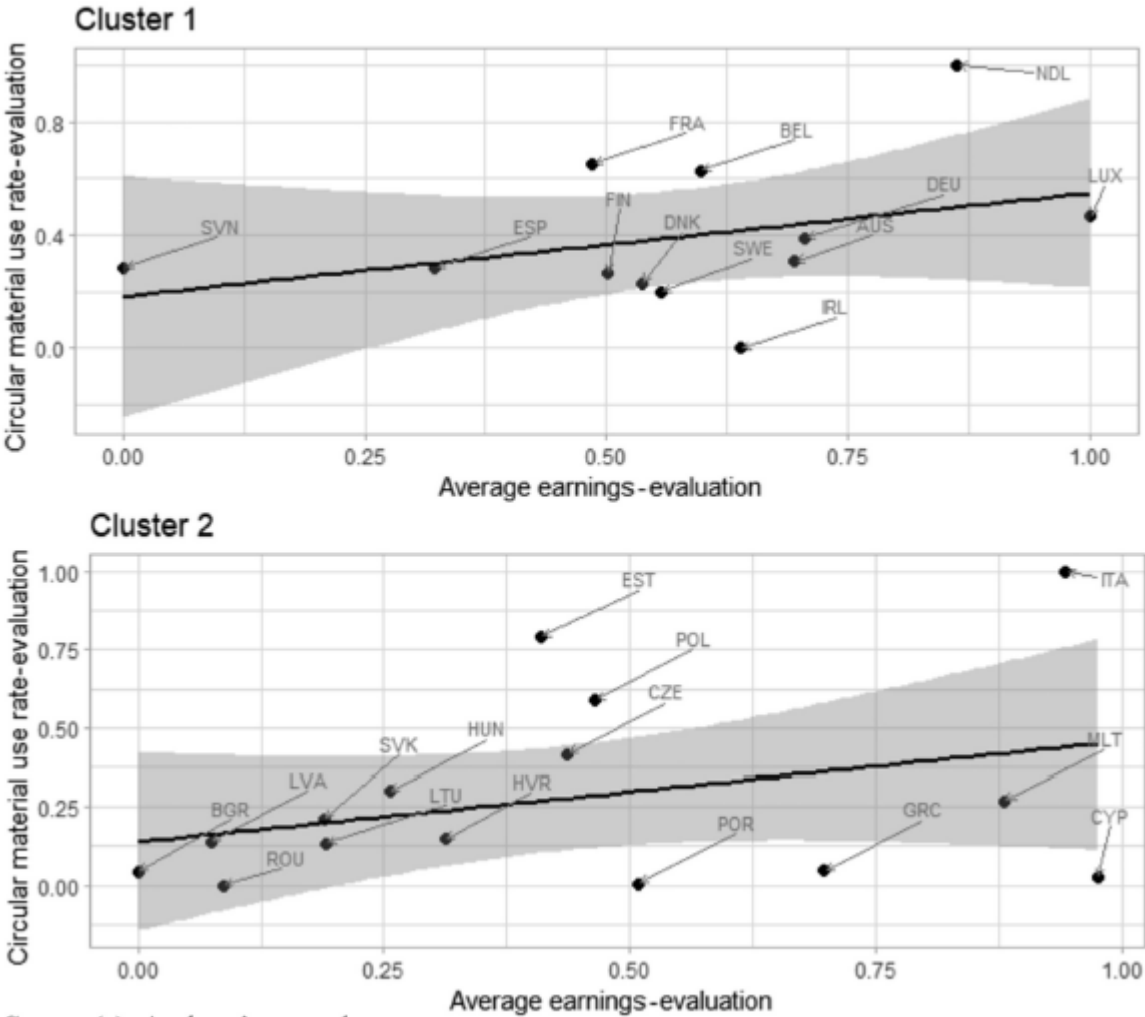 Cluster 1
Circular material use rate-evaluation
0.8
0.4
0.0
NDL
FRA
BEL
LUX
DEU
FIN
DNK
AUS
SVN
ESP
SWE
IRL
0.00 0.25 0.50 0.75 1.00
Average earnings-evaluation
Cluster 2
Circular material use rate-evaluation
1.00
0.75
0.50
0.25
0.00
EST
ITA
POL
CZE
HUN
SVK
MLT
LVA
HVR
LTU
BGR
GRC
CYP
POR
ROU
0.00 0.25 0.50 0.75 1.00
Average earnings-evaluation